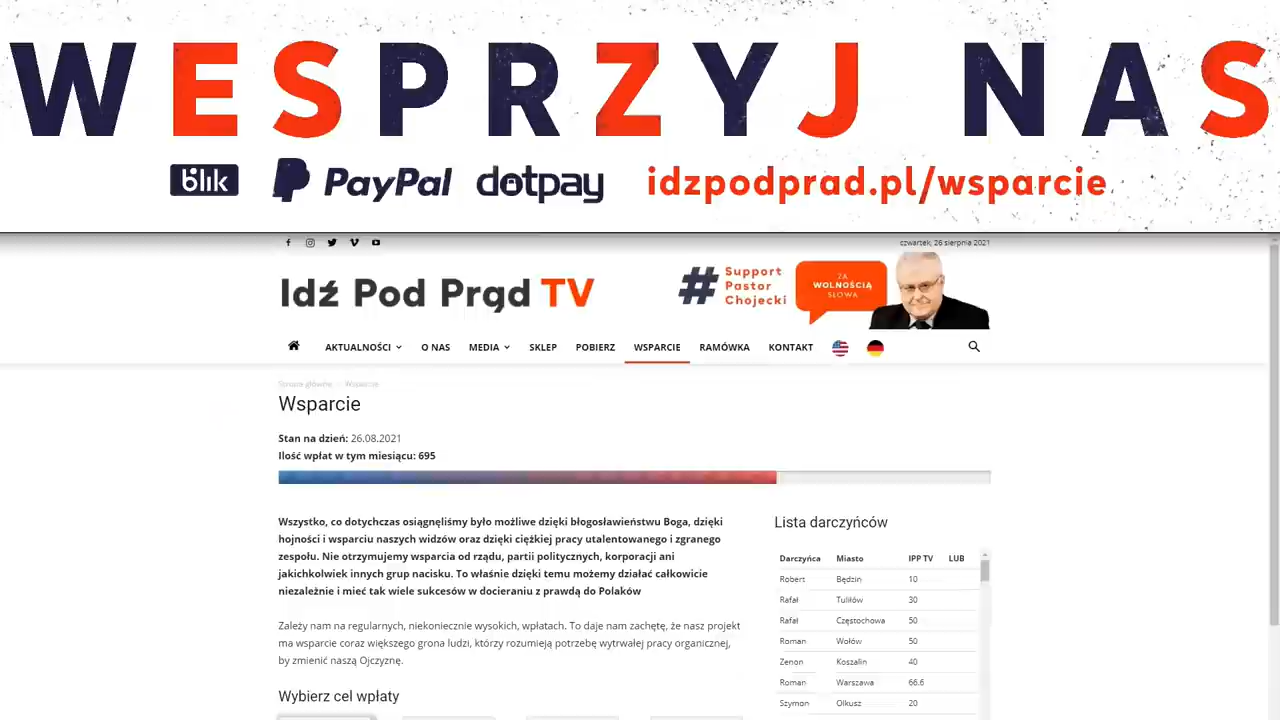 WESPRZYJ NAS
blik PayPal dotpay idzpodprad.pl/wsparcie
czwartek, 26 sierpnia 2021
Idź Pod Prąd TV
# Support
Pastor
Chojecki
ZA
WOLNOŚCIĄ
SŁOWA
AKTUALNOŚCI O NAS MEDIA SKLEP POBIERZ WSPARCIE RAMÓWKA KONTAKT
Strona główna Wsparcie
Wsparcie
Stan na dzień: 26.08.2021
Ilość wpłat w tym miesiącu: 695
Wszystko, co dotychczas osiągnęliśmy było możliwe dzięki błogosławieństwu Boga, dzięki
hojności i wsparciu naszych widzów oraz dzięki ciężkiej pracy utalentowanego i zgranego
zespołu. Nie otrzymujemy wsparcia od rządu, partii politycznych, korporacji ani
jakichkolwiek innych grup nacisku. To właśnie dzięki temu możemy działać całkowicie
niezależnie i mieć tak wiele sukcesów w docieraniu z prawdą do Polaków
Zależy nam na regularnych, niekoniecznie wysokich, wpłatach. To daje nam zachętę, że nasz projekt
ma wsparcie coraz większego grona ludzi, którzy rozumieją potrzebę wytrwałej pracy organicznej,
by zmienić naszą Ojczyznę.
Wybierz cel wpłaty
Lista darczyńców
Darczyńca Miasto IPP TV LUB
Robert Będzin 10
Rafał Tuliłów 30
Rafał Częstochowa 50
Roman Wołów 50
Zenon Koszalin 40
Roman Warszawa 66.6
Szymon Olkusz 20